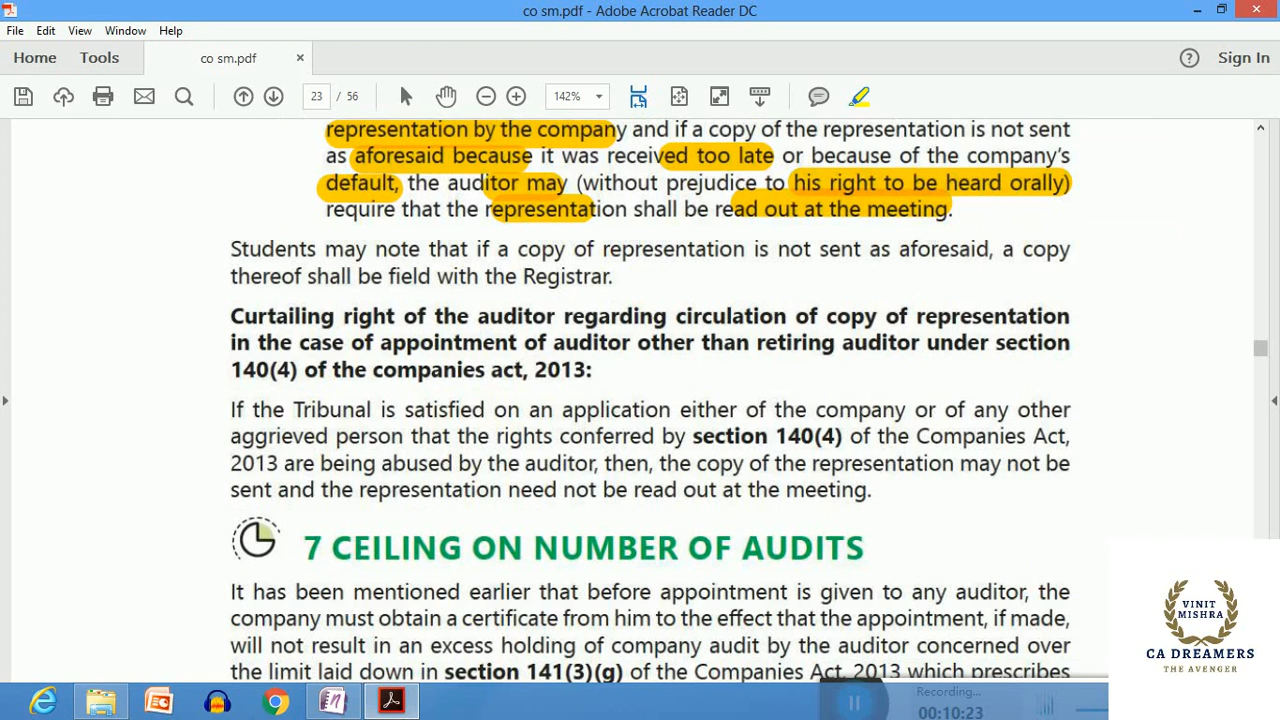 co sm.pdf - Adobe Acrobat Reader DC
File Edit View Window Help
Home Tools co sm.pdf × Sign In
23 / 56 142%
representation by the company and if a copy of the representation is not sent
as aforesaid because it was received too late or because of the company's
default, the auditor may (without prejudice to his right to be heard orally)
require that the representation shall be read out at the meeting.
Students may note that if a copy of representation is not sent as aforesaid, a copy
thereof shall be field with the Registrar.
Curtailing right of the auditor regarding circulation of copy of representation
in the case of appointment of auditor other than retiring auditor under section
140(4) of the companies act, 2013:
If the Tribunal is satisfied on an application either of the company or of any other
aggrieved person that the rights conferred by section 140(4) of the Companies Act,
2013 are being abused by the auditor, then, the copy of the representation may not be
sent and the representation need not be read out at the meeting.
7 CEILING ON NUMBER OF AUDITS
It has been mentioned earlier that before appointment is given to any auditor, the
company must obtain a certificate from him to the effect that the appointment, if made,
will not result in an excess holding of company audit by the auditor concerned over
the limit laid down in section 141(3)(g) of the Companies Act, 2013 which prescribes
VINIT
MISHRA
CA DREAMERS
THE AVENGER
Recording...
00:10:23